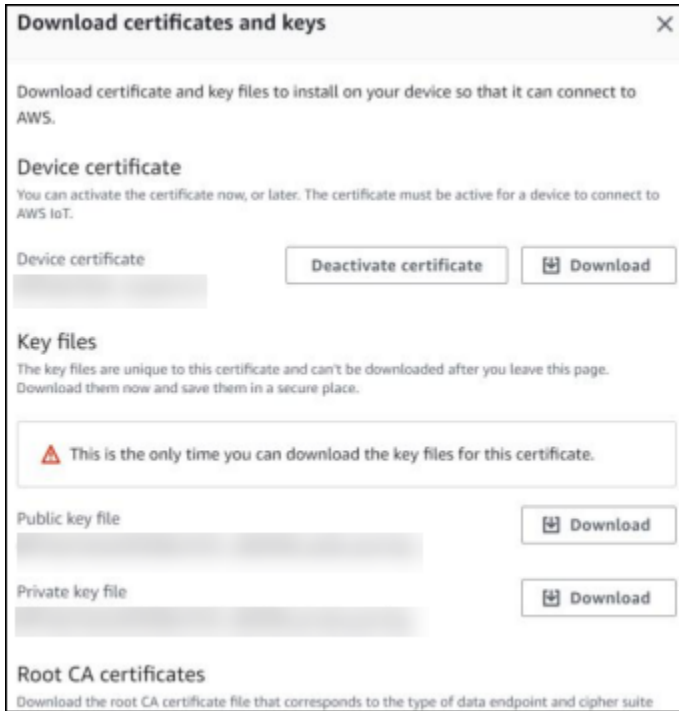 Download certificates and keys
Download certificate and key files to install on your device so that it can connect to
AWS.
Device certificate
You can activate the certificate now, or later. The certificate must be active for a device to connect to
AWS IoT.
Device certificate
Deactivate certificate
Download
Key files
The key files are unique to this certificate and can't be downloaded after you leave this page.
Download them now and save them in a secure place.
This is the only time you can download the key files for this certificate.
Public key file
Download
Private key file
Download
Root CA certificates
Download the root CA certificate file that corresponds to the type of data endpoint and cipher suite